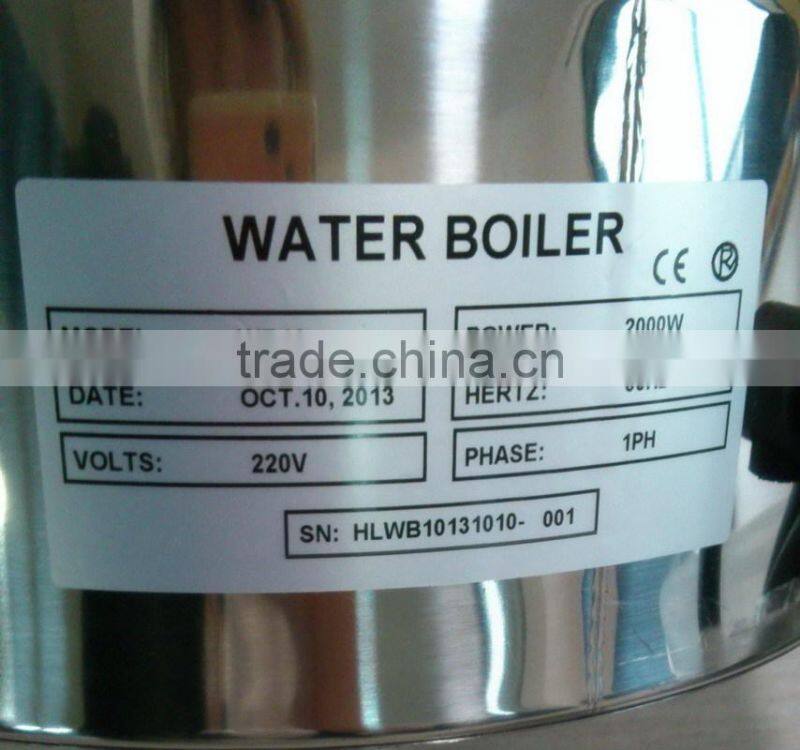 WATER BOILER
CE R
MODEL:
POWER: 2000W
trade.china.cn
DATE: OCT.10, 2013
HERTZ:
VOLTS: 220V
PHASE: 1PH
SN: HLWB10131010- 001